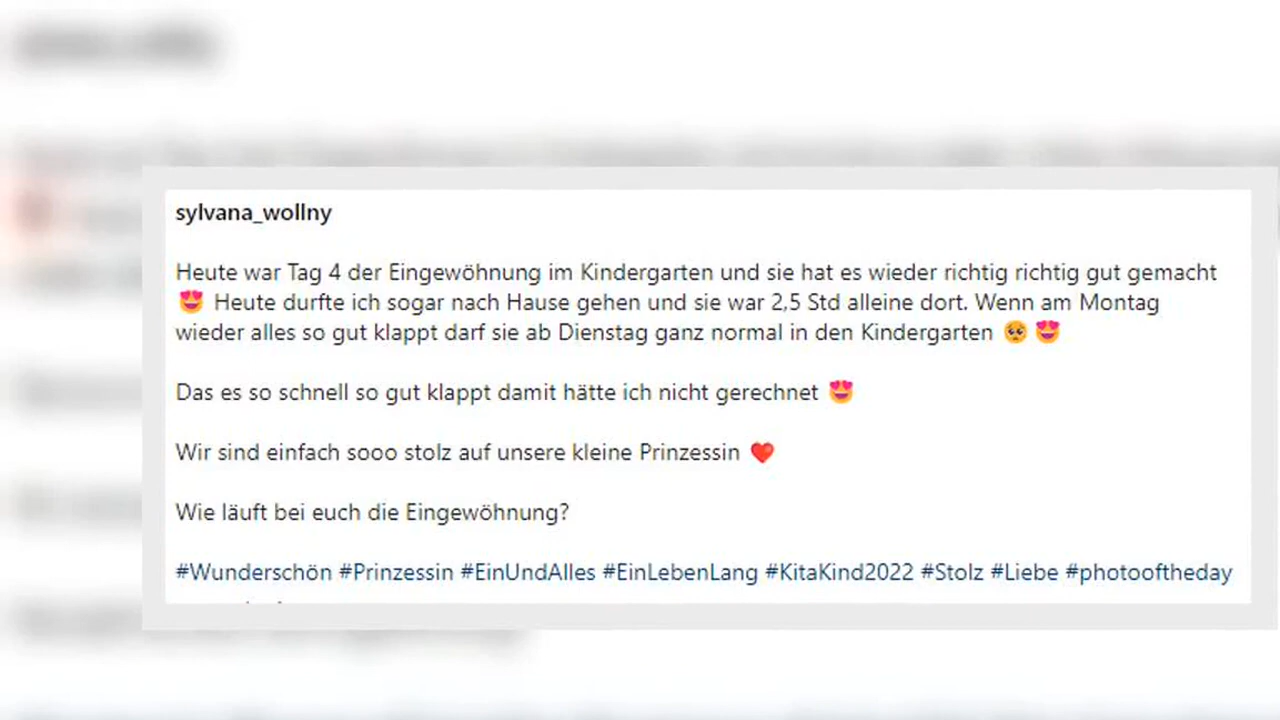 sylvana_wollny
Heute war Tag 4 der Eingewöhnung im Kindergarten und sie hat es wieder richtig richtig gut gemacht
😍 Heute durfte ich sogar nach Hause gehen und sie war 2,5 Std alleine dort. Wenn am Montag
wieder alles so gut klappt darf sie ab Dienstag ganz normal in den Kindergarten 🥺 😍
Das es so schnell so gut klappt damit hätte ich nicht gerechnet 😍
Wir sind einfach sooo stolz auf unsere kleine Prinzessin ♥️
Wie läuft bei euch die Eingewöhnung?
#Wunderschön #Prinzessin #EinUndAlles #EinLebenLang #KitaKind2022 #Stolz #Liebe #photooftheday